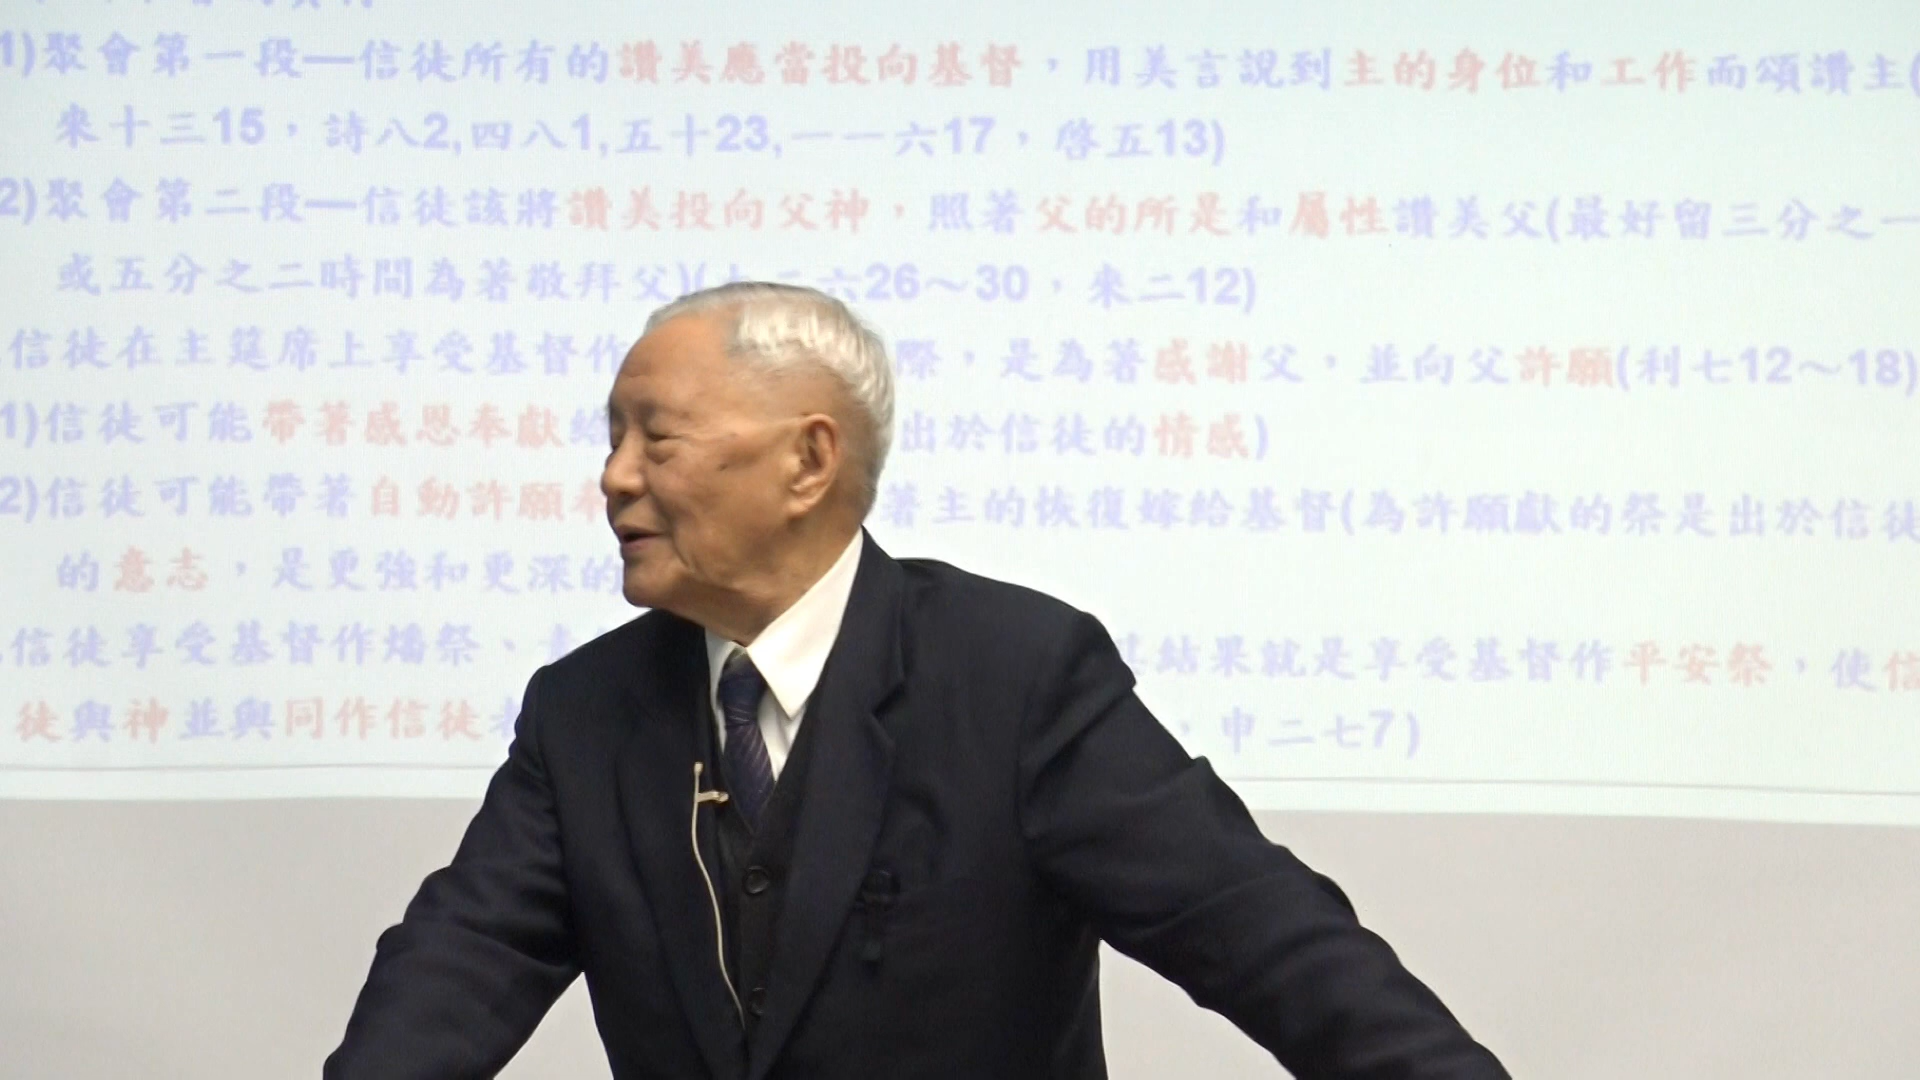 1)聚會第一段—信徒所有的讚美應當投向基督，用美言說到主的身位和工作而頌讚主(
來十三15，詩八2,四八1,五十23,一一六17，啓五13)
2)聚會第二段—信徒該將讚美投向父神，照著父的所是和屬性讚美父(最好留三分之一
或五分之二時間為著敬拜父)(六26～30，來二12)
信徒在主筵席上享受基督作 際，是為著感謝父，並向父許願(利七12～18)
1)信徒可能帶著感恩奉獻給 出於信徒的情感)
2)信徒可能帶著自動許願奉 著主的恢復嫁給基督(為許願獻的祭是出於信徒
的意志，是更強和更深的
信徒享受基督作燔祭、素 其結果就是享受基督作平安祭，使信
徒與神並與同作信徒者 ，申二七7)